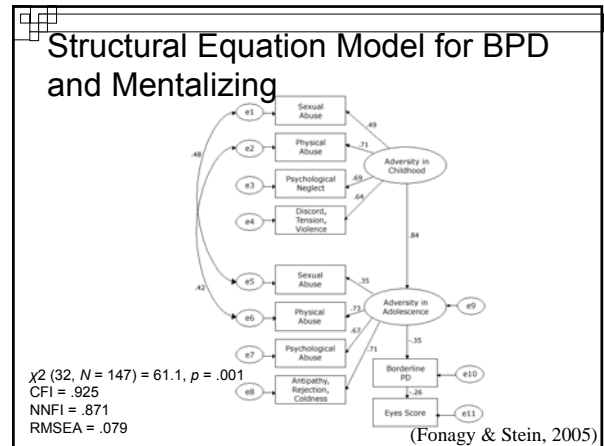 Structural Equation Model for BPD
and Mentalizing
e1
Sexual
Abuse
.49
e2
Physical
Abuse
.71
.48
Adversity in
Childhood
e3
Psychological
Neglect
.69
.64
e4
Discord,
Tension,
Violence
.84
e5
Sexual
Abuse
.35
.42
e6
Physical
Abuse
.73
Adversity in
Adolescence
e9
.67
e7
Psychological
Abuse
.71
-.35
e8
Antipathy,
Rejection,
Coldness
Borderline
PD
e10
-.26
Eyes Score
e11
χ2 (32, N = 147) = 61.1, p = .001
CFI = .925
NNFI = .871
RMSEA = .079
(Fonagy & Stein, 2005)